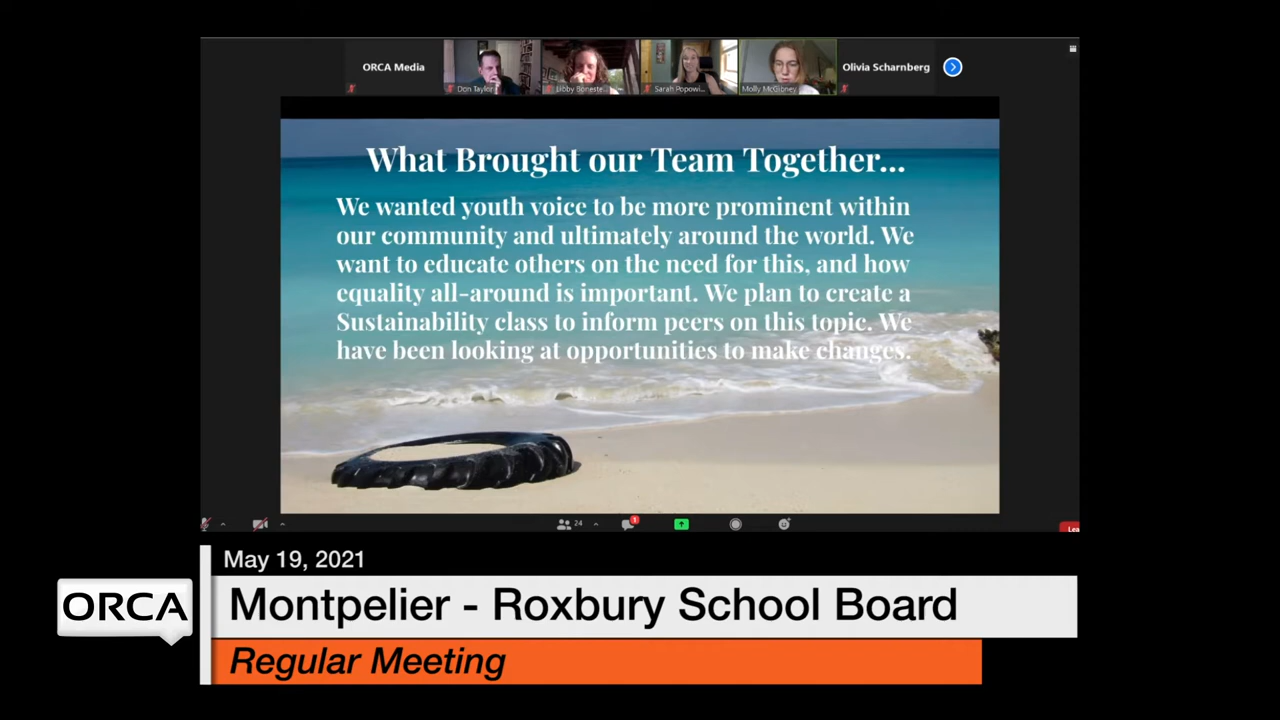 ORCA Media
Don Taylor
Libby Boneste...
Sarah Popowi...
Molly McGibney
Olivia Scharnberg
What Brought our Team Together...
We wanted youth voice to be more prominent within
our community and ultimately around the world. We
want to educate others on the need for this, and how
equality all-around is important. We plan to create a
Sustainability class to inform peers on this topic. We
have been looking at opportunities to make changes.
24
1
Lea
May 19, 2021
ORCA
Montpelier - Roxbury School Board
Regular Meeting